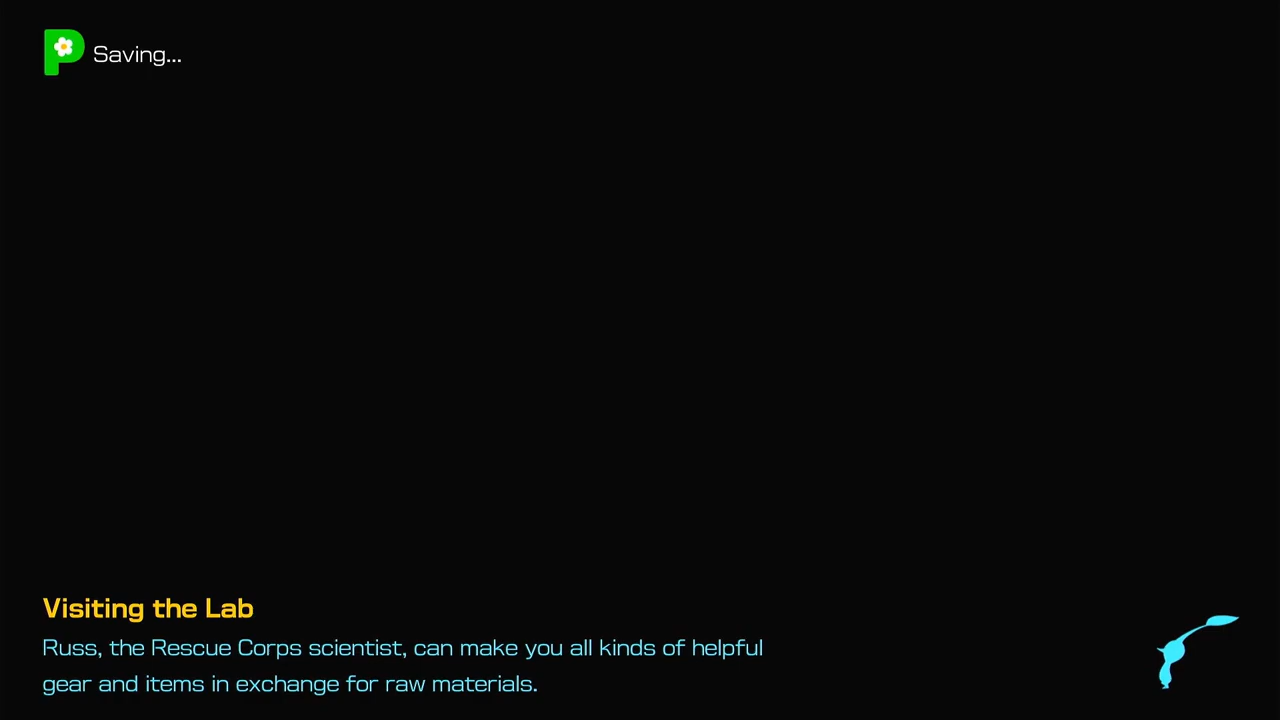 Saving...
Visiting the Lab
Russ, the Rescue Corps scientist, can make you all kinds of helpful
gear and items in exchange for raw materials.